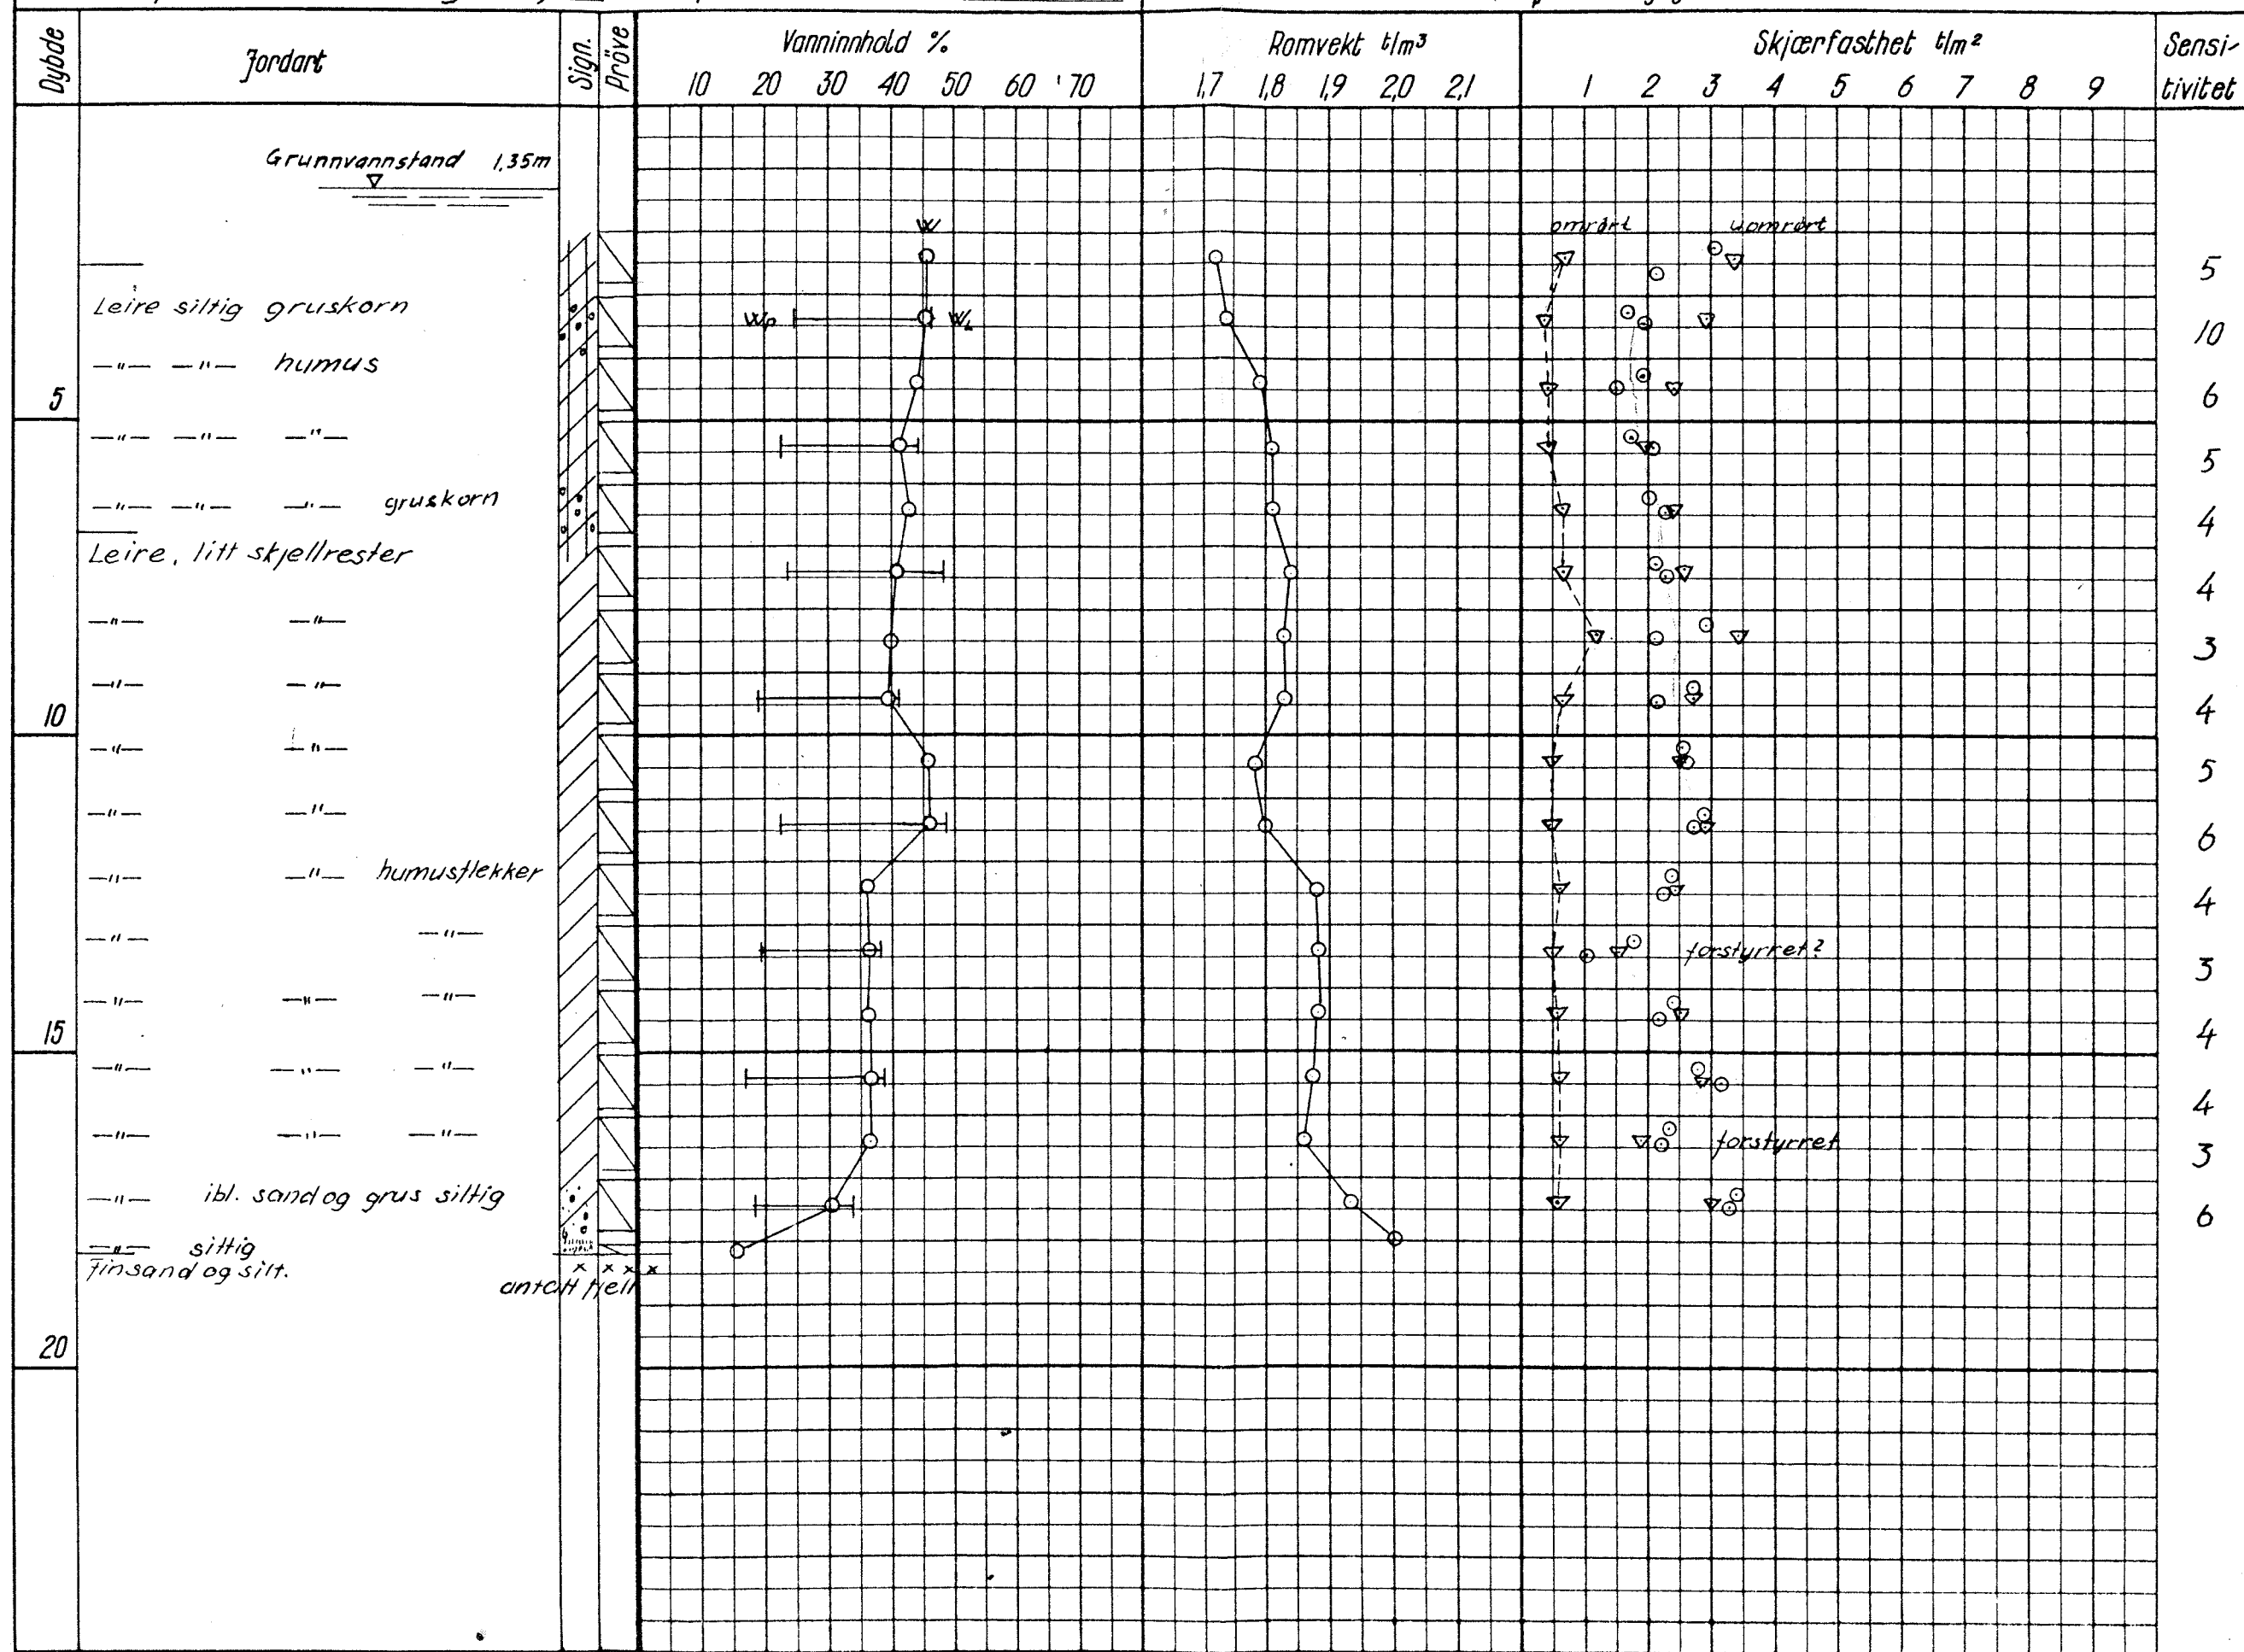 Dybde Jordart Sign. Pröve Vanninnhold % Romvekt t/m³ Skjærfasthet t/m² Sensi-tivitet
10 20 30 40 50 60 70 1,7 1,8 1,9 2,0 2,1 1 2 3 4 5 6 7 8 9
Grunnvannstand 1,35m
W omrørt uomrørt
5
Leire siltig gruskorn
Wp WL
10
—"— —"— humus
6
5
—"— —"— —"—
5
—"— —"— —"— gruskorn
4
Leire, litt skjellrester
4
—"— —"—
3
—"— —"—
4
10
—"— —"—
5
—"— —"—
6
—"— —"— humusflekker
4
—"— —"— forstyrret?
3
—"— —"— —"—
4
15
—"— —"— —"—
4
—"— —"— —"— forstyrret
3
—"— ibl. sand og grus siltig
6
—"— siltig
Finsand og silt.
x x x x
antatt fjell
20